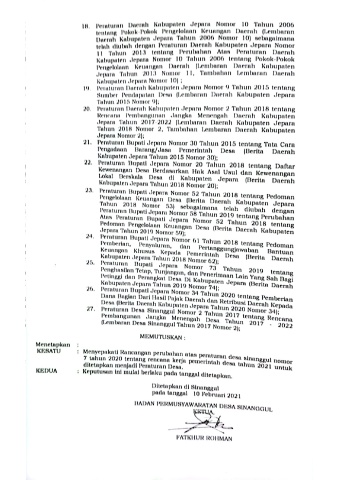 18. Peraturan Daerah Kabupaten Jepara Nomor 10 Tahun 2006
tentang Pokok-Pokok Pengelolaan Keuangan Daerah (Lembaran
Daerah Kabupaten Jepara Tahun 2006 Nomor 10) sebagaimana
telah diubah dengan Peraturan Daerah Kabupaten Jepara Nomor
11 Tahun 2013 tentang Perubahan Atas Peraturan Daerah
Kabupaten Jepara Nomor 10 Tahun 2006 tentang Pokok-Pokok
Pengelolaan Keuangan Daerah (Lembaran Daerah Kabupaten
Jepara Tahun 2013 Nomor 11, Tambahan Lembaran Daerah
Kabupaten Jepara Nomor 10) ;
19. Peraturan Daerah Kabupaten Jepara Nomor 9 Tahun 2015 tentang
Sumber Pendapatan Desa (Lembaran Daerah Kabupaten Jepara
Tahun 2015 Nomor 9);
20. Peraturan Daerah Kabupaten Jepara Nomor 2 Tahun 2018 tentang
Rencana Pembangunan Jangka Menengah Daerah Kabupaten
Jepara Tahun 2017-2022 (Lembaran Daerah Kabupaten Jepara
Tahun 2018 Nomor 2, Tambahan Lembaran Daerah Kabupaten
Jepara Nomor 2);
21. Peraturan Bupati Jepara Nomor 30 Tahun 2015 tentang Tata Cara
Pengadaan Barang/Jasa Pemerintah Desa (Berita Daerah
Kabupaten Jepara Tahun 2015 Nomor 30);
22. Peraturan Bupati Jepara Nomor 20 Tahun 2018 tentang Daftar
Kewenangan Desa Berdasarkan Hak Asal Usul dan Kewenangan
Lokal Berskala Desa di Kabupaten Jepara (Berita Daerah
Kabupaten Jepara Tahun 2018 Nomor 20);
23. Peraturan Bupati Jepara Nomor 52 Tahun 2018 tentang Pedoman
Pengelolaan Keuangan Desa (Berita Daerah Kabupaten Jepara
Tahun 2018 Nomor 53) sebagaimana telah diubah dengan
Peraturan Bupati Jepara Nomor 58 Tahun 2019 tentang Perubahan
Atas Peraturan Bupati Jepara Nomor 52 Tahun 2018 tentang
Pedoman Pengelolaan Keuangan Desa (Berita Daerah Kabupaten
Jepara Tahun 2019 Nomor 59);
24. Peraturan Bupati Jepara Nomor 61 Tahun 2018 tentang Pedoman
Pemberian, Penyaluran, dan Pertanggungjawaban Bantuan
Keuangan Khusus Kepada Pemerintah Desa (Berita Daerah
Kabupaten Jepara Tahun 2018 Nomor 62);
25. Peraturan Bupati Jepara Nomor 73 Tahun 2019 tentang
Penghasilan Tetap, Tunjangan, dan Penerimaan Lain Yang Sah Bagi
Petinggi dan Perangkat Desa Di Kabupaten Jepara (Berita Daerah
Kabupaten Jepara Tahun 2019 Nomor 74);
26. Peraturan Bupati Jepara Nomor 34 Tahun 2020 tentang Pemberian
Dana Bagian Dari Hasil Pajak Daerah dan Retribusi Daerah Kepada
Desa (Berita Daerah Kabupaten Jepara Tahun 2020 Nomor 34);
27. Peraturan Desa Sinanggul Nomor 2 Tahun 2017 tentang Rencana
Pembangunan Jangka Menengah Desa Tahun 2017 - 2022
(Lembaran Desa Sinanggul Tahun 2017 Nomor 2);
MEMUTUSKAN :
Menetapkan :
KESATU : Menyepakati Rancangan perubahan atas peraturan desa sinanggul nomor
7 tahun 2020 tentang rencana kerja pemerintah desa tahun 2021 untuk
ditetapkan menjadi Peraturan Desa.
KEDUA : Keputusan ini mulai berlaku pada tanggal ditetapkan.
Ditetapkan di Sinanggul
pada tanggal 10 Pebruari 2021
BADAN PERMUSYAWARATAN DESA SINANGGUL
KETUA,
FATKHUR ROHMAN